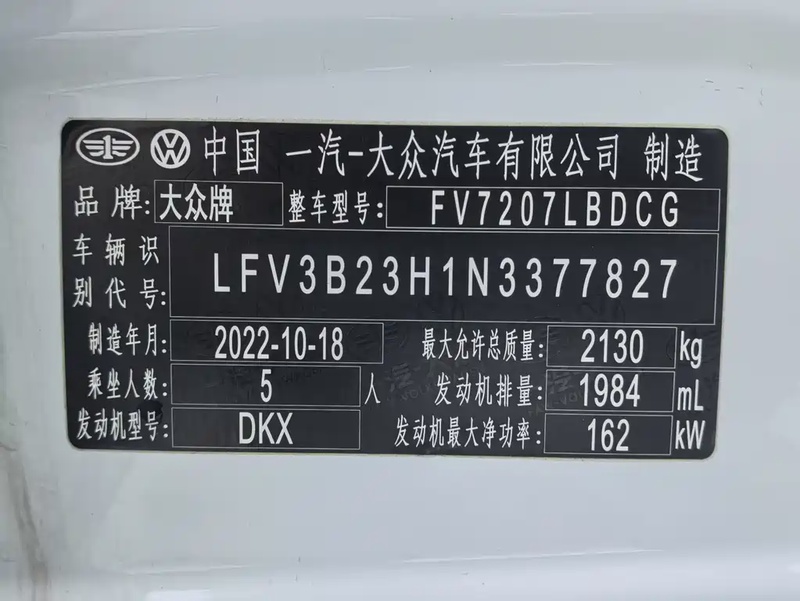 中国 一汽-大众汽车有限公司 制造
品 牌: 大众牌 整车型号: FV7207LBDCG
车 辆 识
别 代 号: LFV3B23H1N3377827
制造年月: 2022-10-18 最大允许总质量: 2130 kg
乘坐人数: 5 人 发动机排量: 1984 mL
发动机型号: DKX 发动机最大净功率: 162 kW